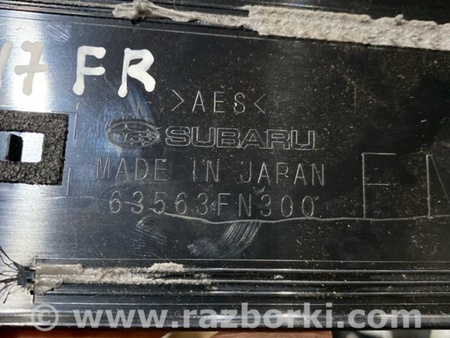 17 FR
>AES<
SUBARU
MADE IN JAPAN
63563FN300
www.razborki.com